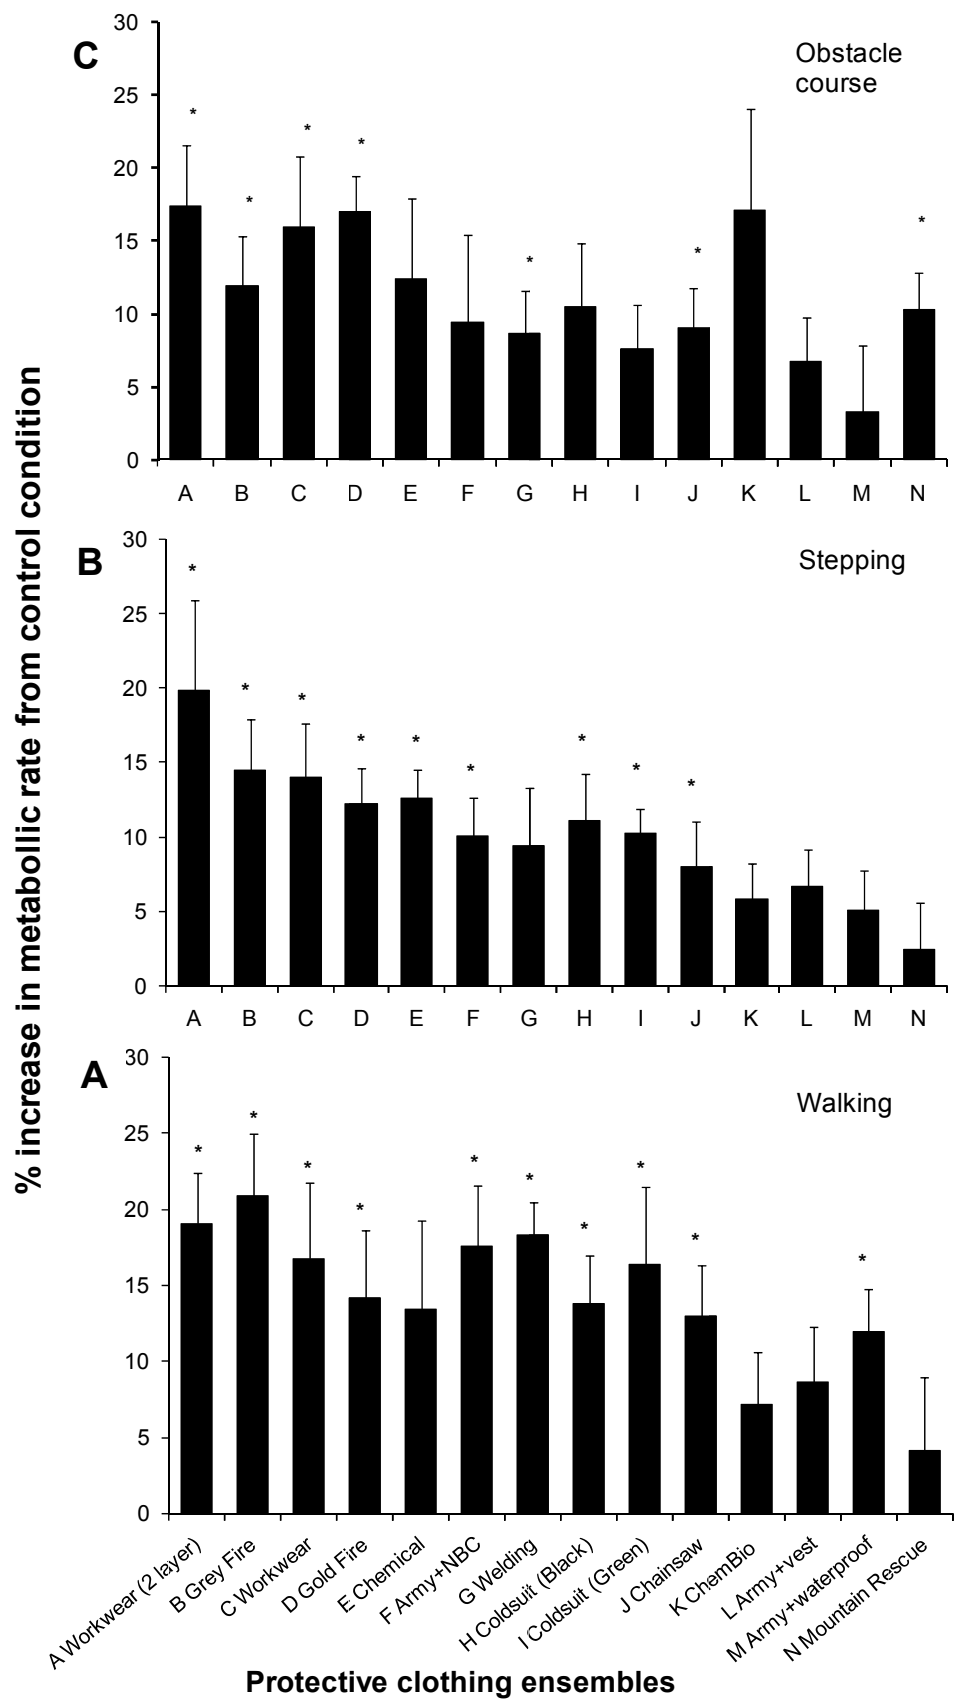 % increase in metabollic rate from control condition
C
Obstacle
course
30
25
20
15
10
5
0
* * * * * * *
A B C D E F G H I J K L M N
B
Stepping
30
25
20
15
10
5
0
* * * * * * * * *
A B C D E F G H I J K L M N
A
Walking
30
25
20
15
10
5
0
* * * * * * * * * *
A Workwear (2 layer)
B Grey Fire
C Workwear
D Gold Fire
E Chemical
F Army+NBC
G Welding
H Coldsuit (Black)
I Coldsuit (Green)
J Chainsaw
K ChemBio
L Army+vest
M Army+waterproof
N Mountain Rescue
Protective clothing ensembles